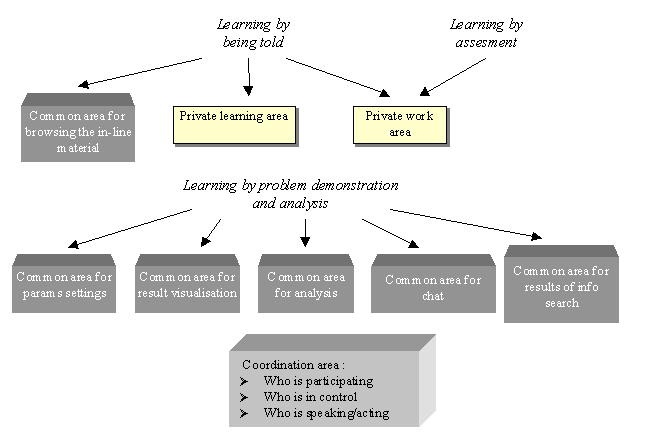 Learning by
being told
Learning by
assesment
Common area for
browsing the in-line
material
Private learning area
Private work
area
Learning by problem demonstration
and analysis
Common area for
params settings
Common area for
result visualisation
Common area
for analysis
Common area for
chat
Common area for
results of info
search
Coordination area :
➢ Who is participating
➢ Who is in control
➢ Who is speaking/acting